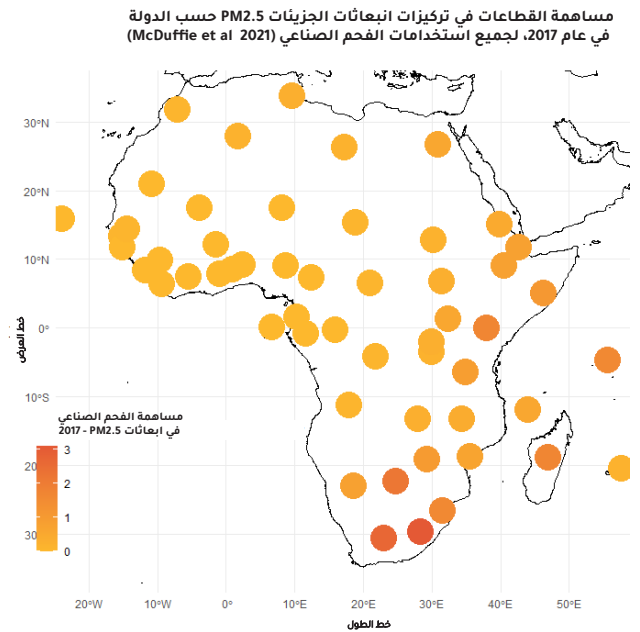 مساهمة القطاعات في تركيزات انبعاثات الجزيئات PM2.5 حسب الدولة
في عام 2017، لجميع استخدامات الفحم الصناعي (McDuffie et al 2021)
30°N
20°N
10°N
0°
10°S
20
30
خط العرض
مساهمة الفحم الصناعي
في ابعاثات PM2.5 - 2017
3
2
1
0
20°W
10°W
0°
10°E
20°E
30°E
40°E
50°E
خط الطول